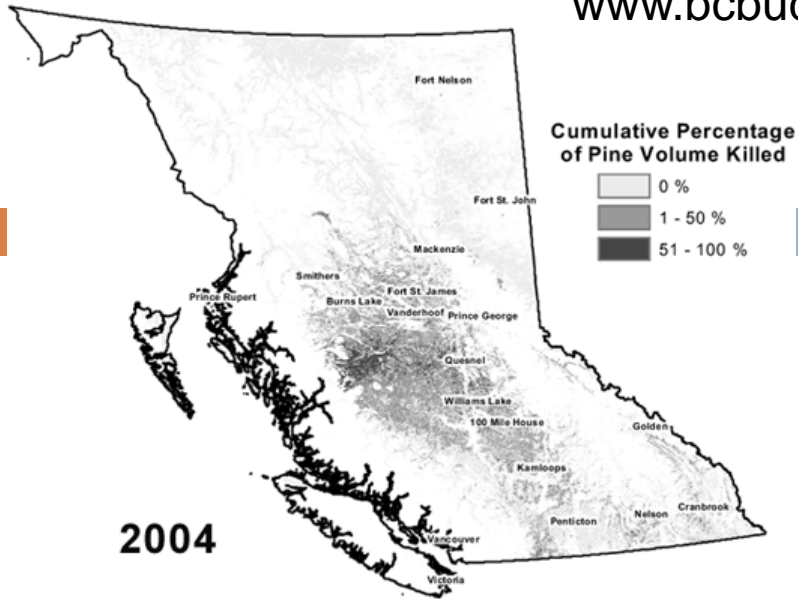 www.bcbuc
Fort Nelson
Cumulative Percentage
of Pine Volume Killed
0 %
1 - 50 %
51 - 100 %
Fort St. John
Mackenzie
Smithers
Fort St. James
Prince Rupert
Burns Lake
Vanderhoof
Prince George
Quesnel
Williams Lake
100 Mile House
Golden
Kamloops
Cranbrook
Nelson
Penticton
2004
Vancouver
Victoria